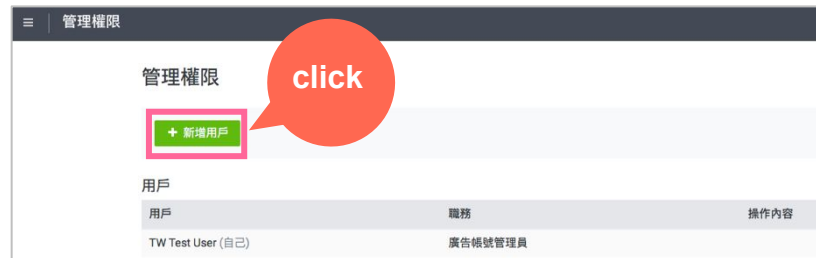 管理權限
管理權限
click
+ 新增用戶
用戶
用戶 職務 操作內容
TW Test User (自己) 廣告帳號管理員